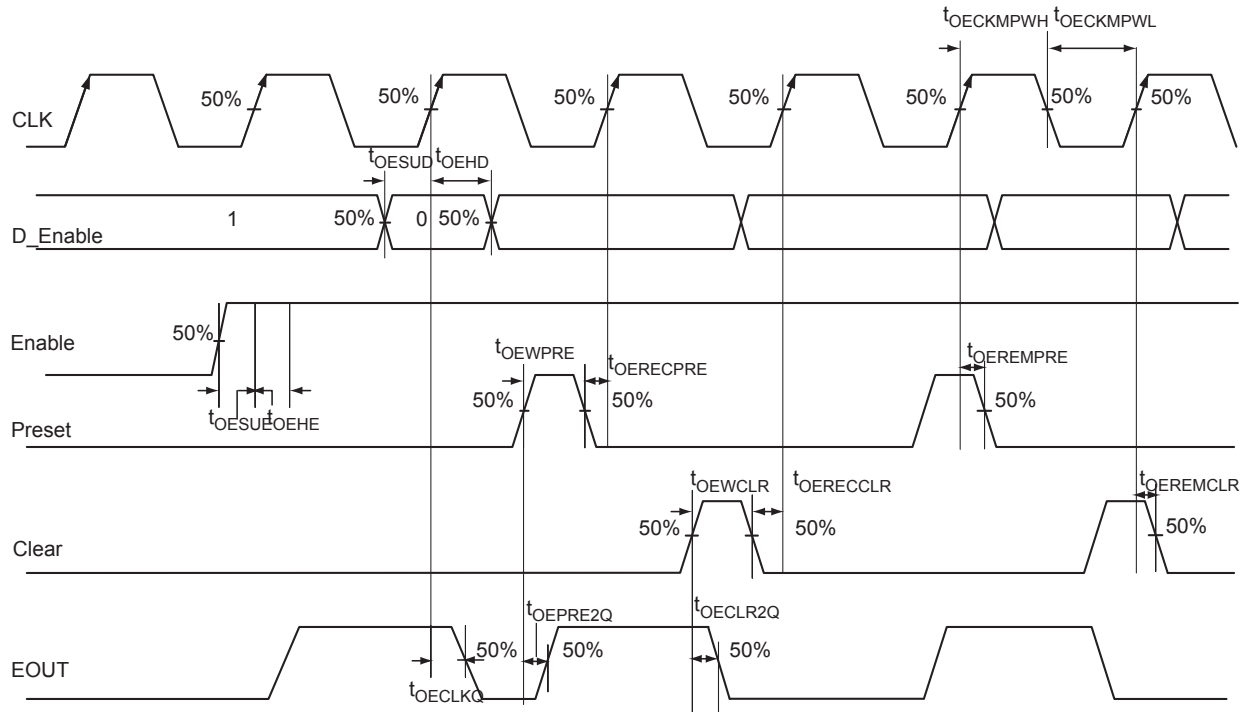 tOECKMPWH tOECKMPWL
50% 50% 50% 50% 50% 50% 50%
CLK
tOESUD tOEHD
1 50% 0 50%
D_Enable
50%
Enable
tOESUE tOEHE
tOEWPRE tOERECPRE tOEREMPRE
50% 50% 50%
Preset
tOEWCLR tOERECCLR tOEREMCLR
50% 50% 50%
Clear
tOEPRE2Q tOECLR2Q
50% 50% 50%
EOUT
tOECLKQ